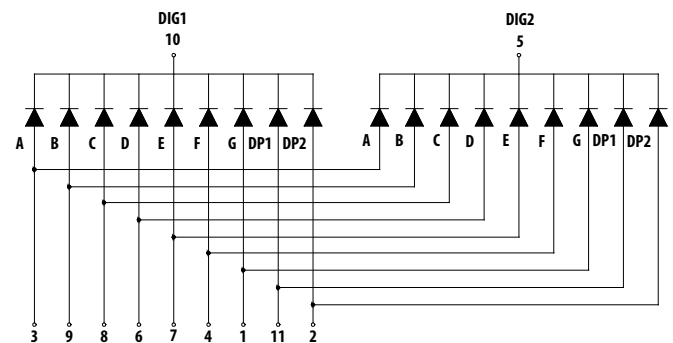 DIG1 DIG2
10 5
A B C D E F G DP1 DP2 A B C D E F G DP1 DP2
3 9 8 6 7 4 1 11 2